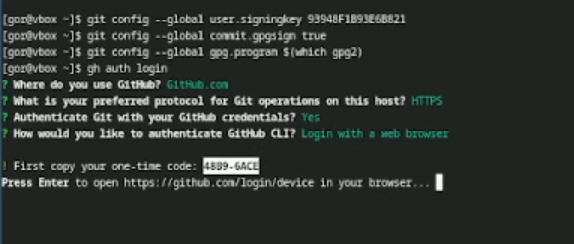 [gor@vbox ~]$ git config --global user.signingkey 93948F1B93E6B821
[gor@vbox ~]$ git config --global commit.gpgsign true
[gor@vbox ~]$ git config --global gpg.program $(which gpg2)
[gor@vbox ~]$ gh auth login
? Where do you use GitHub? GitHub.com
? What is your preferred protocol for Git operations on this host? HTTPS
? Authenticate Git with your GitHub credentials? Yes
? How would you like to authenticate GitHub CLI? Login with a web browser
! First copy your one-time code: 48B9-6ACE
Press Enter to open https://github.com/login/device in your browser...